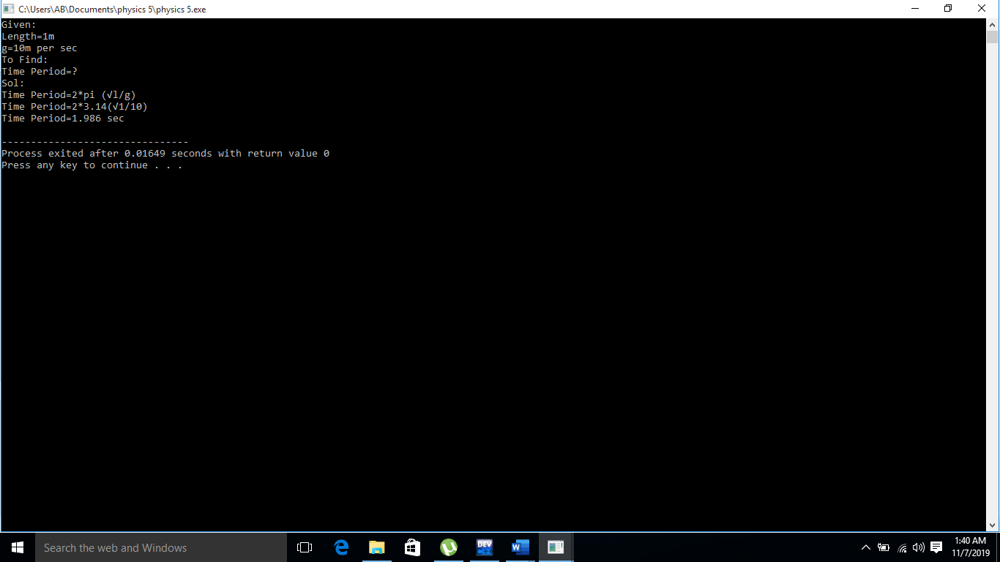 C:\Users\AB\Documents\physics 5\physics 5.exe
Given:
Length=1m
g=10m per sec
To Find:
Time Period=?
Sol:
Time Period=2*pi (√l/g)
Time Period=2*3.14(√1/10)
Time Period=1.986 sec
--------------------------------
Process exited after 0.01649 seconds with return value 0
Press any key to continue . . .
Search the web and Windows
DEV
W
1:40 AM
11/7/2019